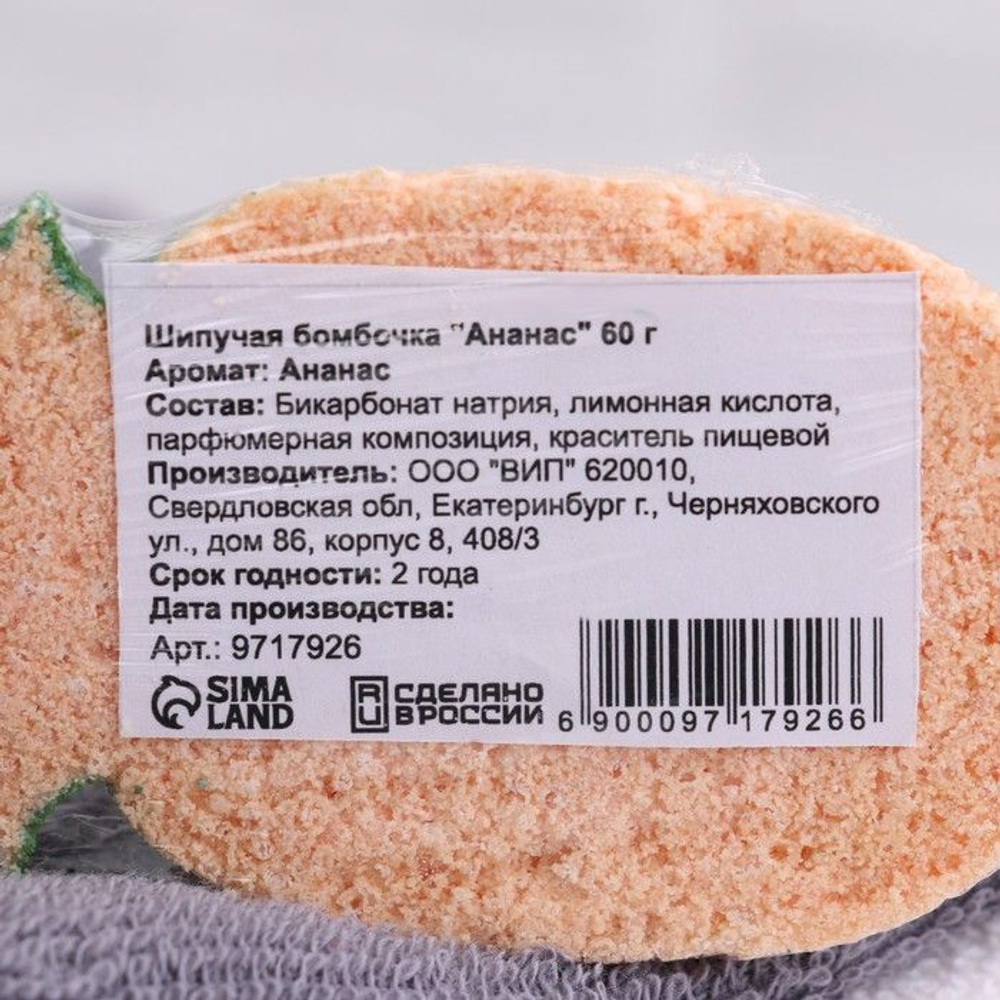 Шипучая бомбочка "Ананас" 60 г
Аромат: Ананас
Состав: Бикарбонат натрия, лимонная кислота,
парфюмерная композиция, краситель пищевой
Производитель: ООО "ВИП" 620010,
Свердловская обл, Екатеринбург г., Черняховского
ул., дом 86, корпус 8, 408/3
Срок годности: 2 года
Дата производства:
Арт.: 9717926
SIMA
LAND
RU
СДЕЛАНО
В РОССИИ
6 900097 179266